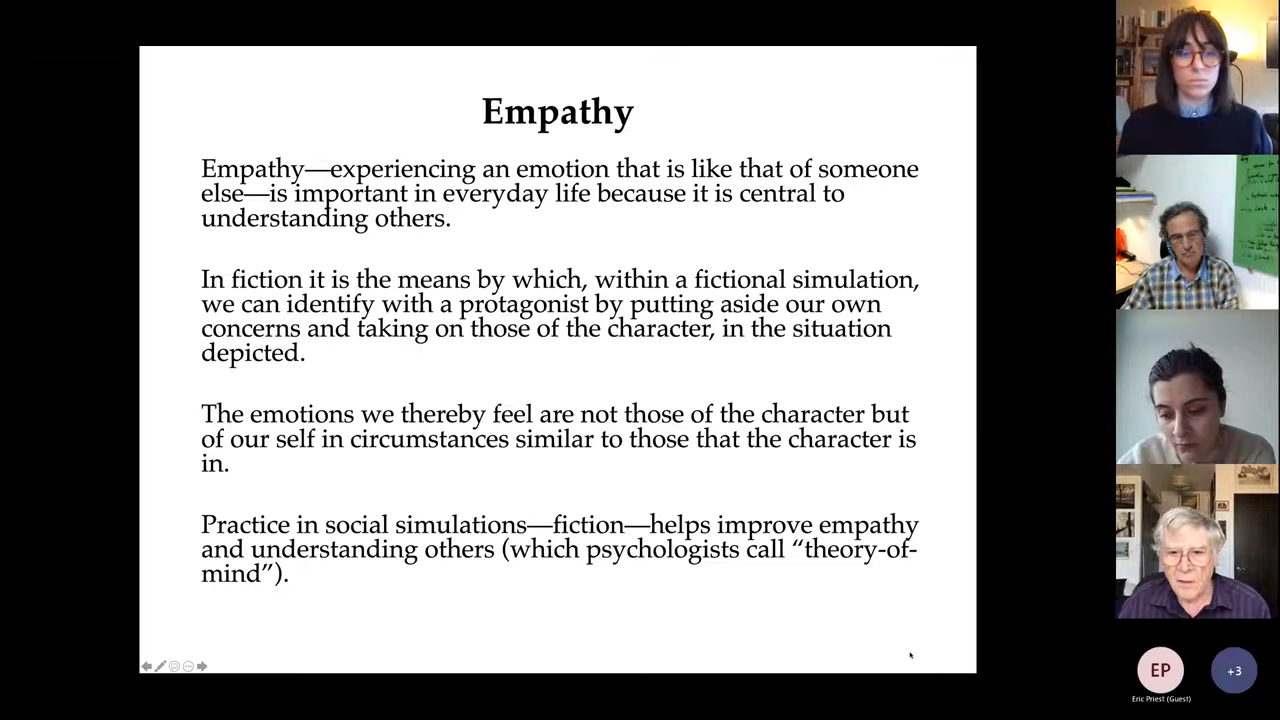 Empathy
Empathy—experiencing an emotion that is like that of someone
else—is important in everyday life because it is central to
understanding others.
In fiction it is the means by which, within a fictional simulation,
we can identify with a protagonist by putting aside our own
concerns and taking on those of the character, in the situation
depicted.
The emotions we thereby feel are not those of the character but
of our self in circumstances similar to those that the character is
in.
Practice in social simulations—fiction—helps improve empathy
and understanding others (which psychologists call “theory-of-
mind”).
EP
+3
Eric Priest (Guest)